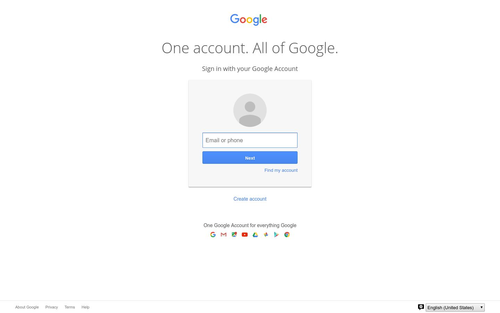 Google
One account. All of Google.
Sign in with your Google Account
Email or phone
Next
Find my account
Create account
One Google Account for everything Google
About Google Privacy Terms Help
English (United States)